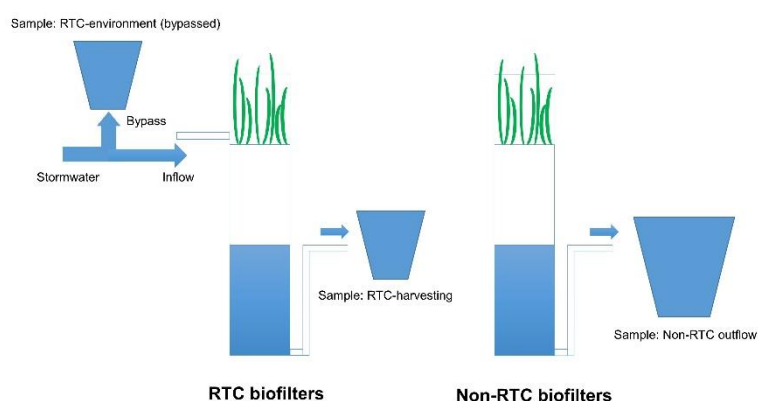 Sample: RTC-environment (bypassed)
Bypass
Stormwater
Inflow
Sample: RTC-harvesting
Sample: Non-RTC outflow
RTC biofilters
Non-RTC biofilters